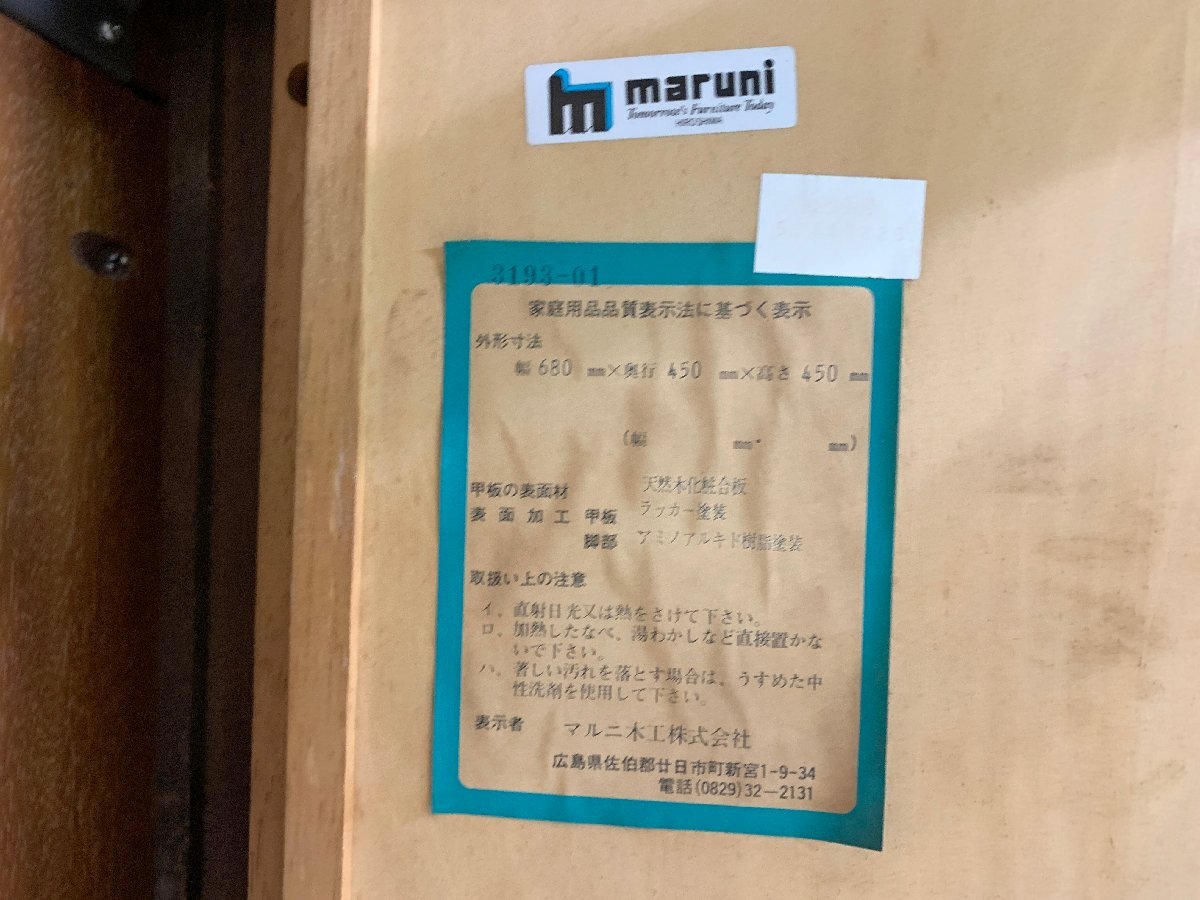 maruni
Tomorrow's Furniture Today
HIROSHIMA
3193-01
家庭用品品質表示法に基づく表示
外形寸法
幅 680 mm×奥行 450 mm×高さ 450 mm
(幅 mm・ mm)
甲板の表面材 天然木化粧合板
表面加工 甲板 ラッカー塗装
脚部 アミノアルキド樹脂塗装
取扱い上の注意
イ、直射日光又は熱をさけて下さい。
ロ、加熱したなべ、湯わかしなど直接置かな
いで下さい。
ハ、著しい汚れを落とす場合は、うすめた中
性洗剤を使用して下さい。
表示者 マルニ木工株式会社
広島県佐伯郡廿日市町新宮1-9-34
電話(0829)32-2131